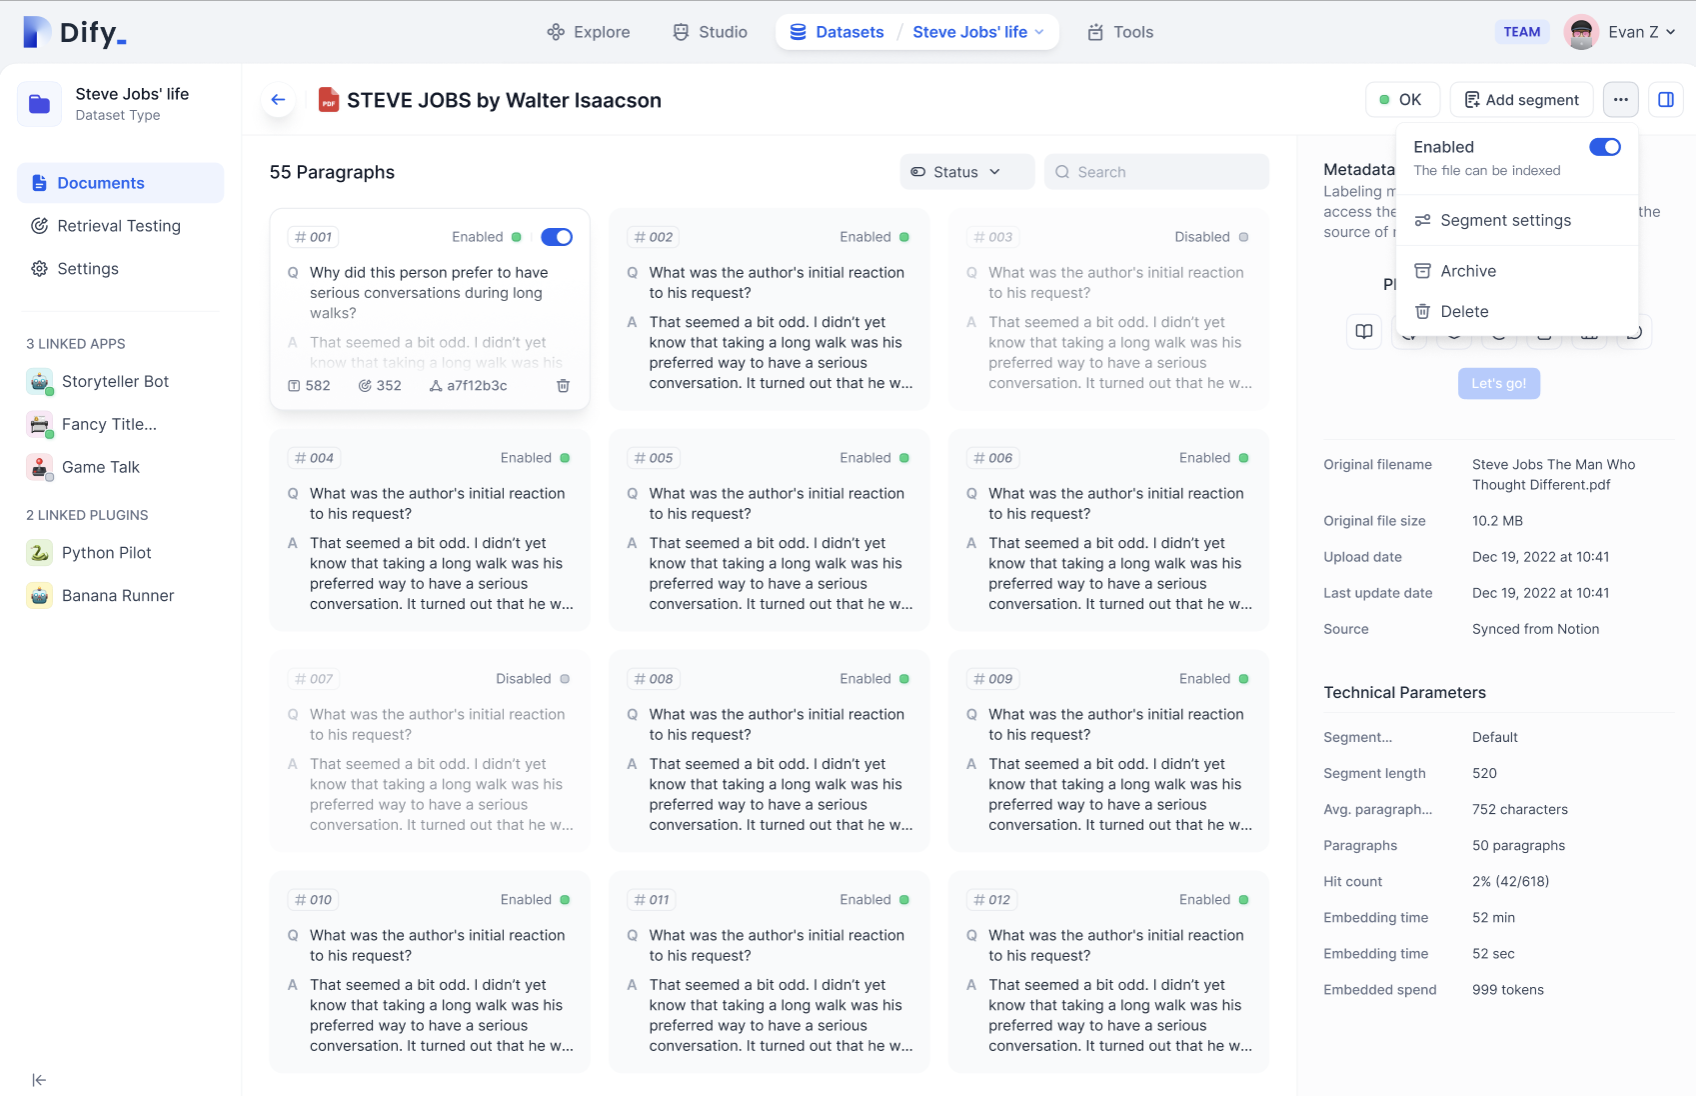 Dify_
Explore
Studio
Datasets / Steve Jobs' life
Tools
TEAM
Evan Z
Steve Jobs' life
Dataset Type
Documents
Retrieval Testing
Settings
3 LINKED APPS
Storyteller Bot
Fancy Title...
Game Talk
2 LINKED PLUGINS
Python Pilot
Banana Runner
PDF
STEVE JOBS by Walter Isaacson
OK
Add segment
Enabled
The file can be indexed
Segment settings
Archive
Delete
55 Paragraphs
Status
Search
# 001
Enabled
Q Why did this person prefer to have
serious conversations during long
walks?
A That seemed a bit odd. I didn't yet
know that taking a long walk was his
582
352
a7f12b3c
# 002
Enabled
Q What was the author's initial reaction
to his request?
A That seemed a bit odd. I didn't yet
know that taking a long walk was his
preferred way to have a serious
conversation. It turned out that he w...
# 003
Disabled
Q What was the author's initial reaction
to his request?
A That seemed a bit odd. I didn't yet
know that taking a long walk was his
preferred way to have a serious
conversation. It turned out that he w...
# 004
Enabled
Q What was the author's initial reaction
to his request?
A That seemed a bit odd. I didn't yet
know that taking a long walk was his
preferred way to have a serious
conversation. It turned out that he w...
# 005
Enabled
Q What was the author's initial reaction
to his request?
A That seemed a bit odd. I didn't yet
know that taking a long walk was his
preferred way to have a serious
conversation. It turned out that he w...
# 006
Enabled
Q What was the author's initial reaction
to his request?
A That seemed a bit odd. I didn't yet
know that taking a long walk was his
preferred way to have a serious
conversation. It turned out that he w...
# 007
Disabled
Q What was the author's initial reaction
to his request?
A That seemed a bit odd. I didn't yet
know that taking a long walk was his
preferred way to have a serious
conversation. It turned out that he w...
# 008
Enabled
Q What was the author's initial reaction
to his request?
A That seemed a bit odd. I didn't yet
know that taking a long walk was his
preferred way to have a serious
conversation. It turned out that he w...
# 009
Enabled
Q What was the author's initial reaction
to his request?
A That seemed a bit odd. I didn't yet
know that taking a long walk was his
preferred way to have a serious
conversation. It turned out that he w...
# 010
Enabled
Q What was the author's initial reaction
to his request?
A That seemed a bit odd. I didn't yet
know that taking a long walk was his
preferred way to have a serious
conversation. It turned out that he w...
# 011
Enabled
Q What was the author's initial reaction
to his request?
A That seemed a bit odd. I didn't yet
know that taking a long walk was his
preferred way to have a serious
conversation. It turned out that he w...
# 012
Enabled
Q What was the author's initial reaction
to his request?
A That seemed a bit odd. I didn't yet
know that taking a long walk was his
preferred way to have a serious
conversation. It turned out that he w...
Metadata
Labeling
access the
the
source of
Let's go!
Original filename Steve Jobs The Man Who
Thought Different.pdf
Original file size 10.2 MB
Upload date Dec 19, 2022 at 10:41
Last update date Dec 19, 2022 at 10:41
Source Synced from Notion
Technical Parameters
Segment... Default
Segment length 520
Avg. paragraph... 752 characters
Paragraphs 50 paragraphs
Hit count 2% (42/618)
Embedding time 52 min
Embedding time 52 sec
Embedded spend 999 tokens